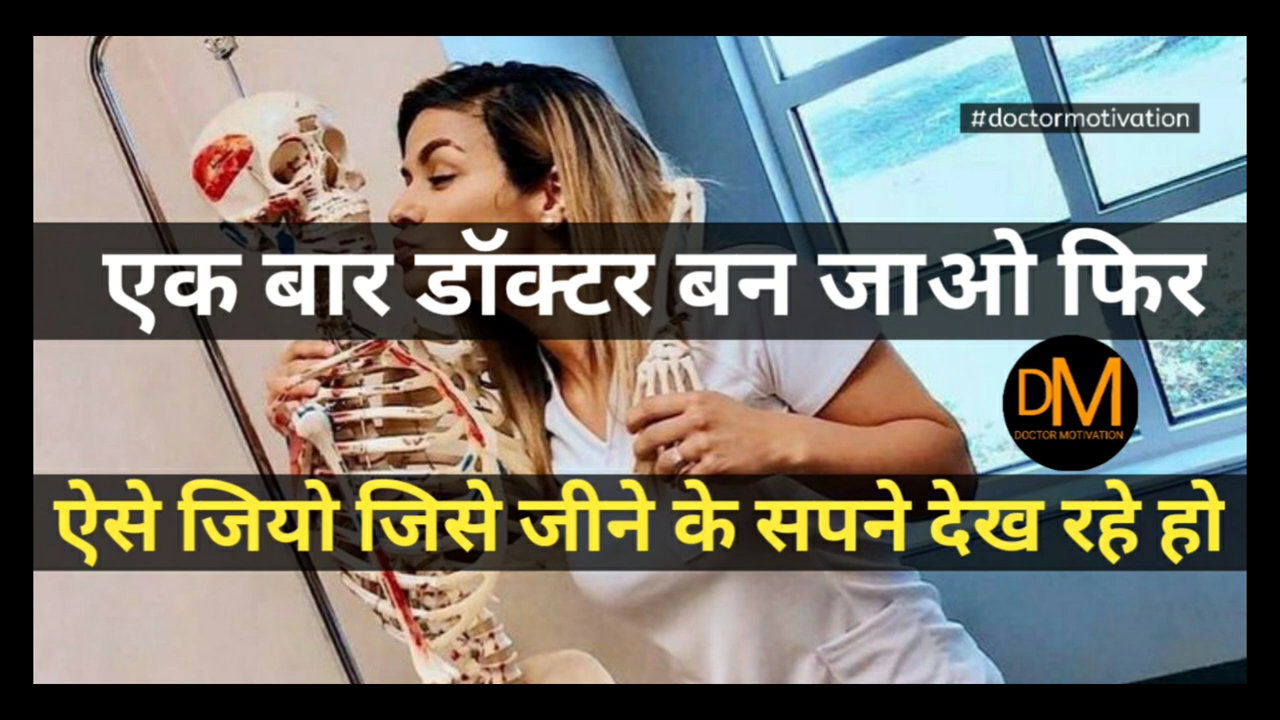 #doctormotivation
एक बार डॉक्टर बन जाओ फिर
DM
DOCTOR MOTIVATION
ऐसे जियो जिसे जीने के सपने देख रहे हो